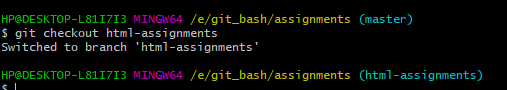 HP@DESKTOP-L81I7I3 MINGW64 /e/git_bash/assignments (master)
$ git checkout html-assignments
Switched to branch 'html-assignments'
HP@DESKTOP-L81I7I3 MINGW64 /e/git_bash/assignments (html-assignments)
$